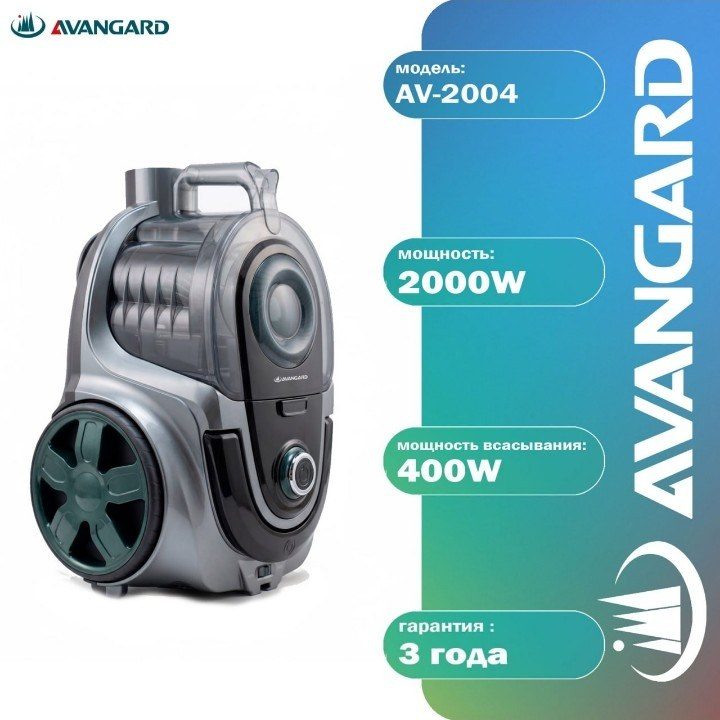 AVANGARD
модель:
AV-2004
мощность:
2000W
мощность всасывания:
400W
гарантия :
3 года
AVANGARD
AVANGARD